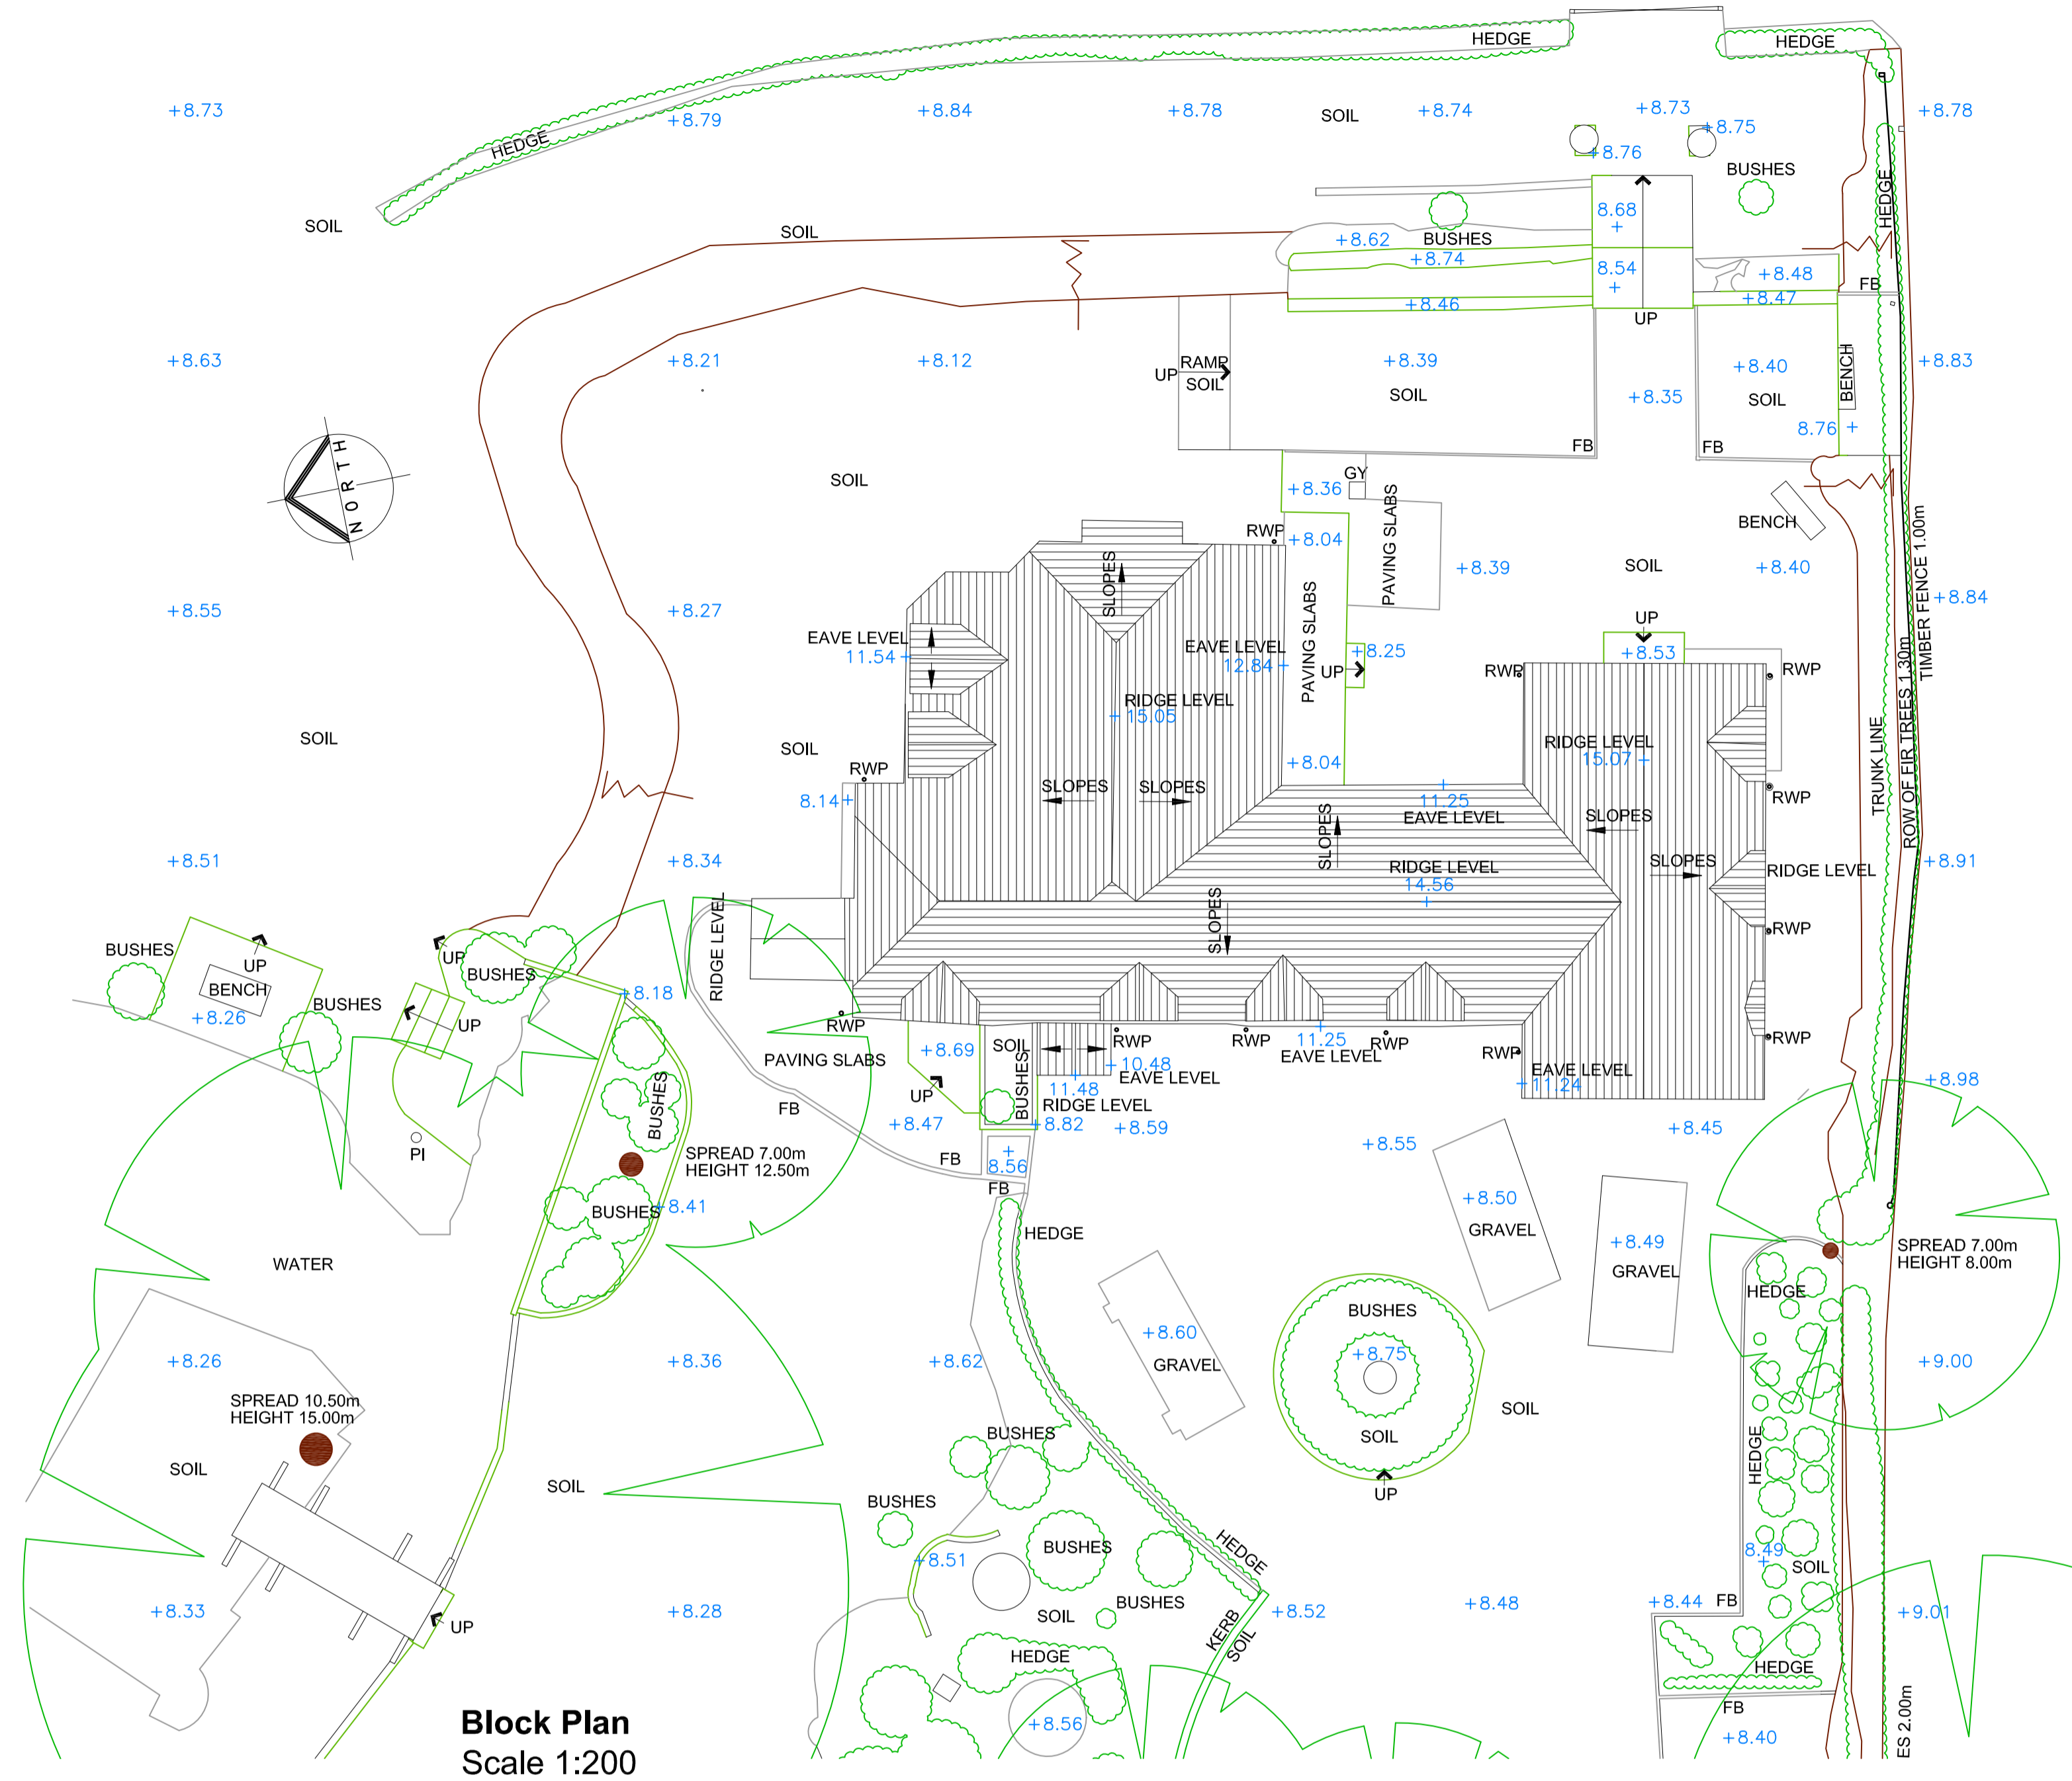 HEDGE
HEDGE
+8.73
+8.79
+8.84
+8.78
SOIL
+8.74
+8.73
+8.75
+8.78
HEDGE
+8.76
BUSHES
HEDGE
SOIL
SOIL
+8.62
BUSHES
8.68
+8.74
8.54
+8.48
FB
+8.46
+8.47
UP
+8.63
+8.21
+8.12
UP
RAMP
SOIL
+8.39
SOIL
+8.35
+8.40
SOIL
BENCH
+8.83
8.76 +
FB
FB
NORTH
SOIL
GY
+8.36
PAVING SLABS
BENCH
RWP
+8.04
+8.39
SOIL
+8.40
TIMBER FENCE 1.00m
+8.55
+8.27
SLOPES
PAVING SLABS
UP
+8.84
EAVE LEVEL
11.54 +
EAVE LEVEL
12.84 +
UP
+8.25
+8.53
RWP
RWP
RIDGE LEVEL
+ 15.05
SOIL
SOIL
RWP
+8.04
RIDGE LEVEL
15.07 +
TRUNK LINE
ROW OF FIR TREES 1.30m
8.14 +
SLOPES
SLOPES
11.25
EAVE LEVEL
SLOPES
SLOPES
RWP
+8.51
+8.34
RIDGE LEVEL
14.56
SLOPES
RIDGE LEVEL
+8.91
BUSHES
UP
BENCH
+8.26
BUSHES
UP
BUSHES
UP
RIDGE LEVEL
SLOPES
RWP
+8.18
RWP
PAVING SLABS
+8.69
SOIL
BUSHES
RWP
RWP
11.25
EAVE LEVEL
RWP
RWP
RWP
+10.48
EAVE LEVEL
11.48
RIDGE LEVEL
EAVE LEVEL
+11.24
+8.98
UP
FB
+8.47
+8.82
+8.59
+8.55
+8.45
BUSHES
PI
SPREAD 7.00m
HEIGHT 12.50m
FB
8.56
FB
BUSHES
+8.41
HEDGE
+8.50
GRAVEL
+8.49
GRAVEL
SPREAD 7.00m
HEIGHT 8.00m
WATER
HEDGE
BUSHES
+8.60
GRAVEL
+8.75
+8.26
+8.36
+8.62
+9.00
SPREAD 10.50m
HEIGHT 15.00m
SOIL
SOIL
BUSHES
SOIL
HEDGE
SOIL
UP
BUSHES
+8.51
BUSHES
HEDGE
8.49
SOIL
+8.33
UP
+8.28
SOIL
BUSHES
KERB
SOIL
+8.52
+8.48
+8.44
FB
+9.01
HEDGE
HEDGE
Block Plan
Scale 1:200
+8.56
FB
+8.40
ES 2.00m